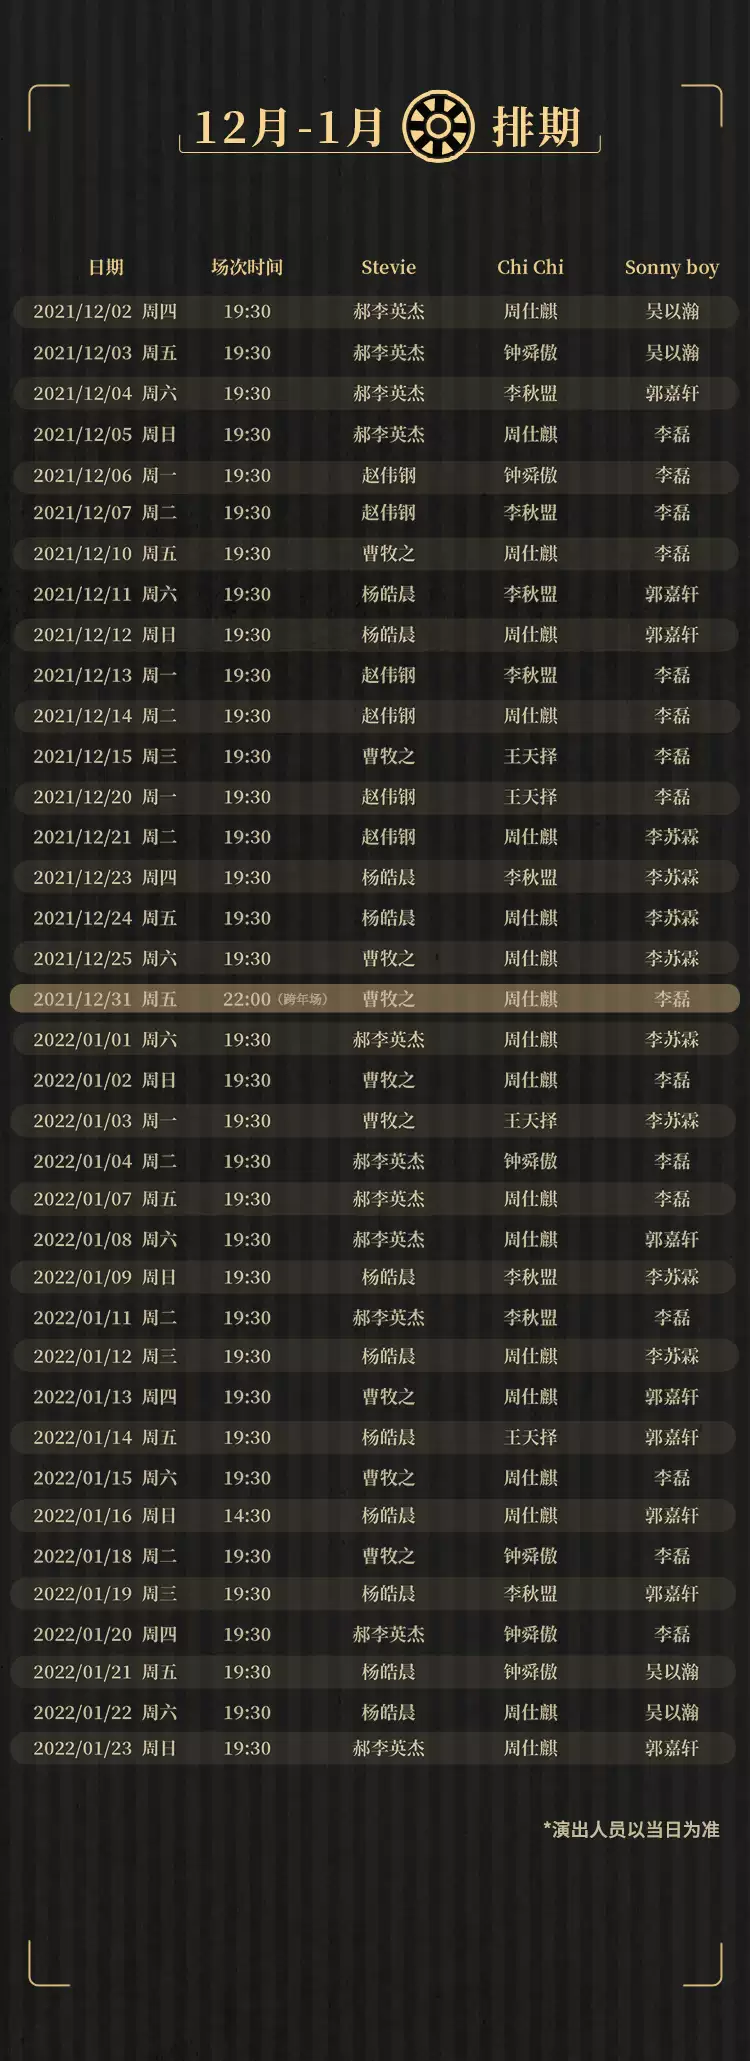 12月-1月 排期
日期 场次时间 Stevie Chi Chi Sonny boy
2021/12/02 周四 19:30 郝李英杰 周仕麒 吴以瀚
2021/12/03 周五 19:30 郝李英杰 钟舜傲 吴以瀚
2021/12/04 周六 19:30 郝李英杰 李秋盟 郭嘉轩
2021/12/05 周日 19:30 郝李英杰 周仕麒 李磊
2021/12/06 周一 19:30 赵伟钢 钟舜傲 李磊
2021/12/07 周二 19:30 赵伟钢 李秋盟 李磊
2021/12/10 周五 19:30 曹牧之 周仕麒 李磊
2021/12/11 周六 19:30 杨皓晨 李秋盟 郭嘉轩
2021/12/12 周日 19:30 杨皓晨 周仕麒 郭嘉轩
2021/12/13 周一 19:30 赵伟钢 李秋盟 李磊
2021/12/14 周二 19:30 赵伟钢 周仕麒 李磊
2021/12/15 周三 19:30 曹牧之 王天择 李磊
2021/12/20 周一 19:30 赵伟钢 王天择 李磊
2021/12/21 周二 19:30 赵伟钢 周仕麒 李苏霖
2021/12/23 周四 19:30 杨皓晨 李秋盟 李苏霖
2021/12/24 周五 19:30 杨皓晨 周仕麒 李苏霖
2021/12/25 周六 19:30 曹牧之 周仕麒 李苏霖
2021/12/31 周五 22:00（跨年场） 曹牧之 周仕麒 李磊
2022/01/01 周六 19:30 郝李英杰 周仕麒 李苏霖
2022/01/02 周日 19:30 曹牧之 周仕麒 李磊
2022/01/03 周一 19:30 曹牧之 王天择 李苏霖
2022/01/04 周二 19:30 郝李英杰 钟舜傲 李磊
2022/01/07 周五 19:30 郝李英杰 周仕麒 李磊
2022/01/08 周六 19:30 郝李英杰 周仕麒 郭嘉轩
2022/01/09 周日 19:30 杨皓晨 李秋盟 李苏霖
2022/01/11 周二 19:30 郝李英杰 李秋盟 李磊
2022/01/12 周三 19:30 杨皓晨 周仕麒 李苏霖
2022/01/13 周四 19:30 曹牧之 周仕麒 郭嘉轩
2022/01/14 周五 19:30 杨皓晨 王天择 郭嘉轩
2022/01/15 周六 19:30 曹牧之 周仕麒 李磊
2022/01/16 周日 14:30 杨皓晨 周仕麒 郭嘉轩
2022/01/18 周二 19:30 曹牧之 钟舜傲 李磊
2022/01/19 周三 19:30 杨皓晨 李秋盟 郭嘉轩
2022/01/20 周四 19:30 郝李英杰 钟舜傲 李磊
2022/01/21 周五 19:30 杨皓晨 钟舜傲 吴以瀚
2022/01/22 周六 19:30 杨皓晨 周仕麒 吴以瀚
2022/01/23 周日 19:30 郝李英杰 周仕麒 郭嘉轩
*演出人员以当日为准